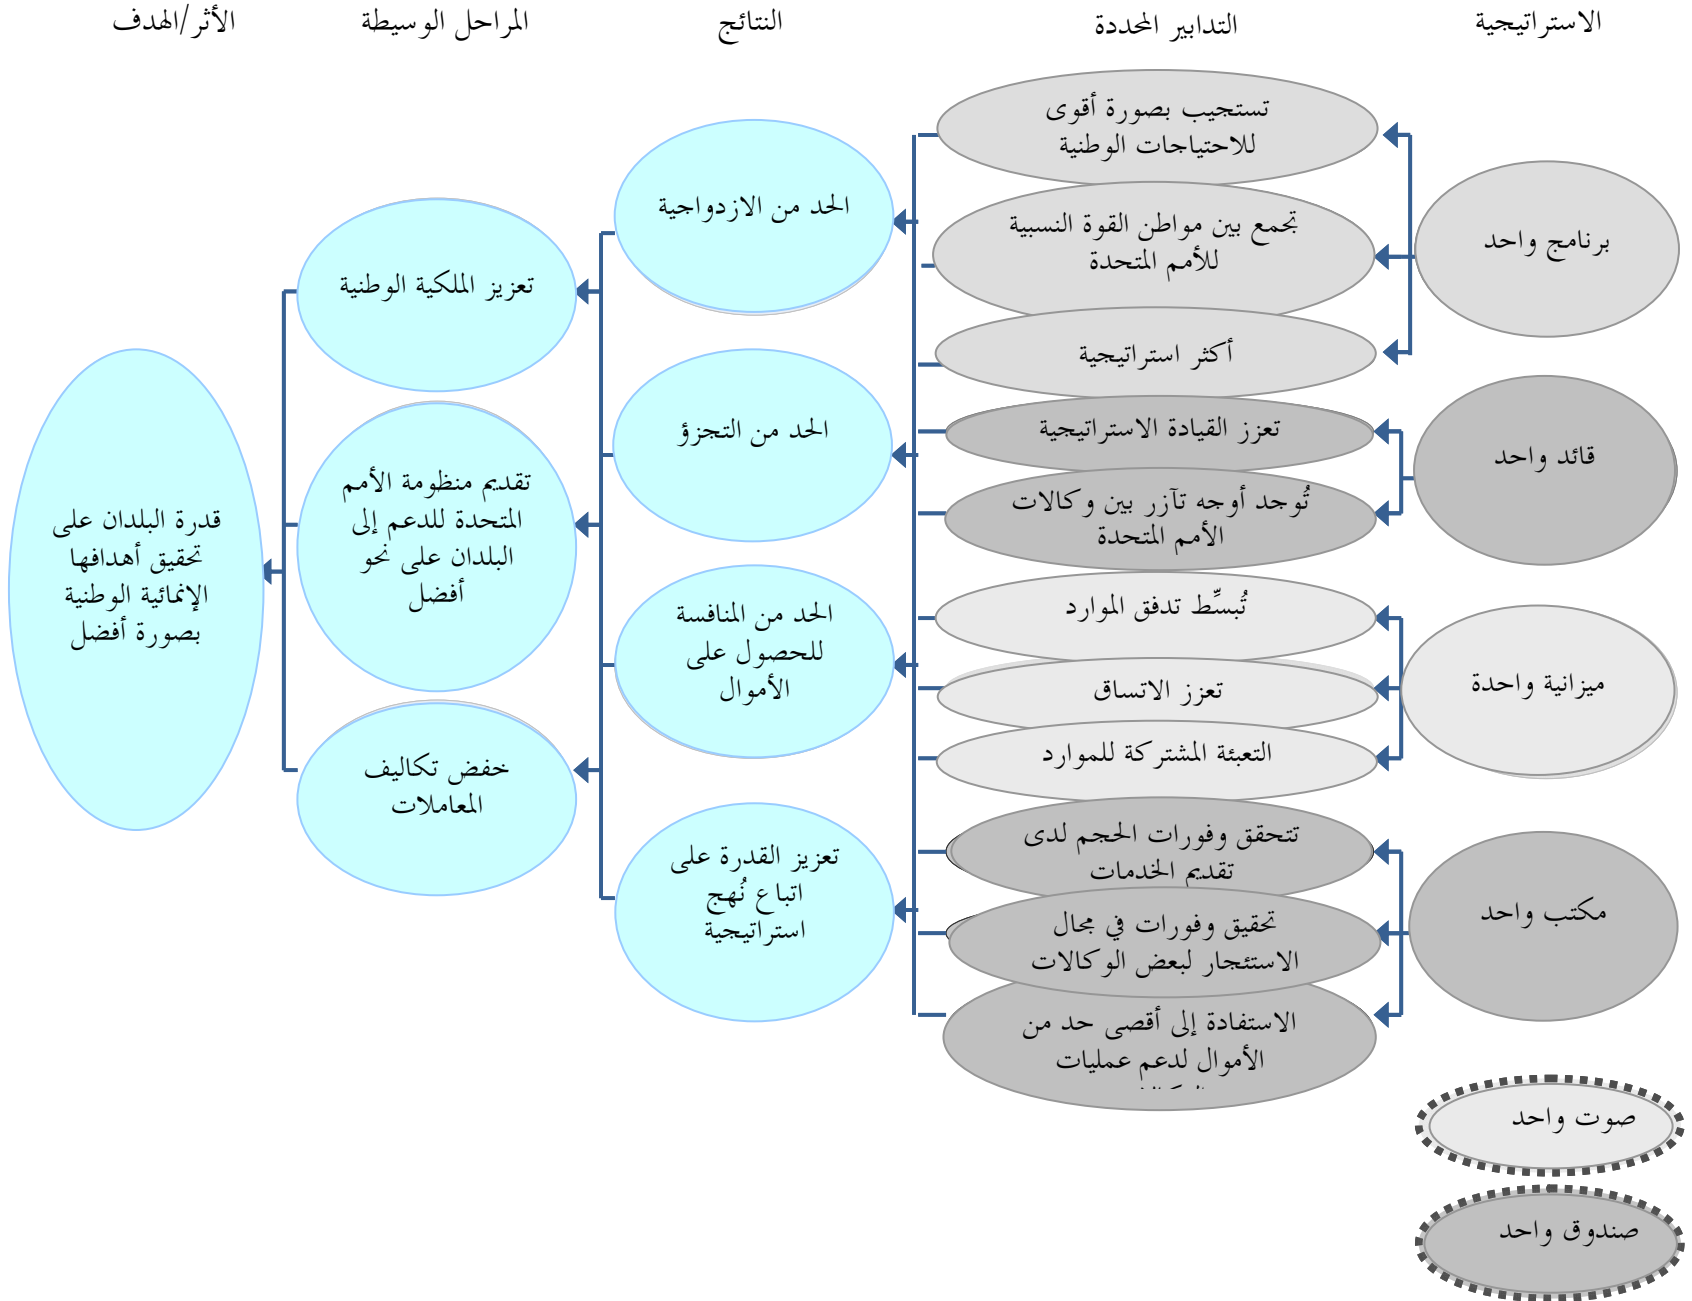 الاستراتيجية
التدابير المحددة
النتائج
المراحل الوسيطة
الأثر/الهدف
برنامج واحد
قائد واحد
ميزانية واحدة
مكتب واحد
صوت واحد
صندوق واحد
تستجيب بصورة أقوى
للاحتياجات الوطنية
تجمع بين مواطن القوة النسبية
للأمم المتحدة
أكثر استراتيجية
تعزز القيادة الاستراتيجية
تُوجد أوجه تآزر بين وكالات
الأمم المتحدة
تُبسِّط تدفق الموارد
تعزز الاتساق
التعبئة المشتركة للموارد
تتحقق وفورات الحجم لدى
تقديم الخدمات
تحقيق وفورات في مجال
الاستئجار لبعض الوكالات
الاستفادة إلى أقصى حد من
الأموال لدعم عمليات
الحد من الازدواجية
الحد من التجزؤ
الحد من المنافسة
للحصول على
الأموال
تعزيز القدرة على
اتباع نُهج
استراتيجية
تعزيز الملكية الوطنية
تقديم منظومة الأمم
المتحدة للدعم إلى
البلدان على نحو
أفضل
خفض تكاليف
المعاملات
قدرة البلدان على
تحقيق أهدافها
الإنمائية الوطنية
بصورة أفضل